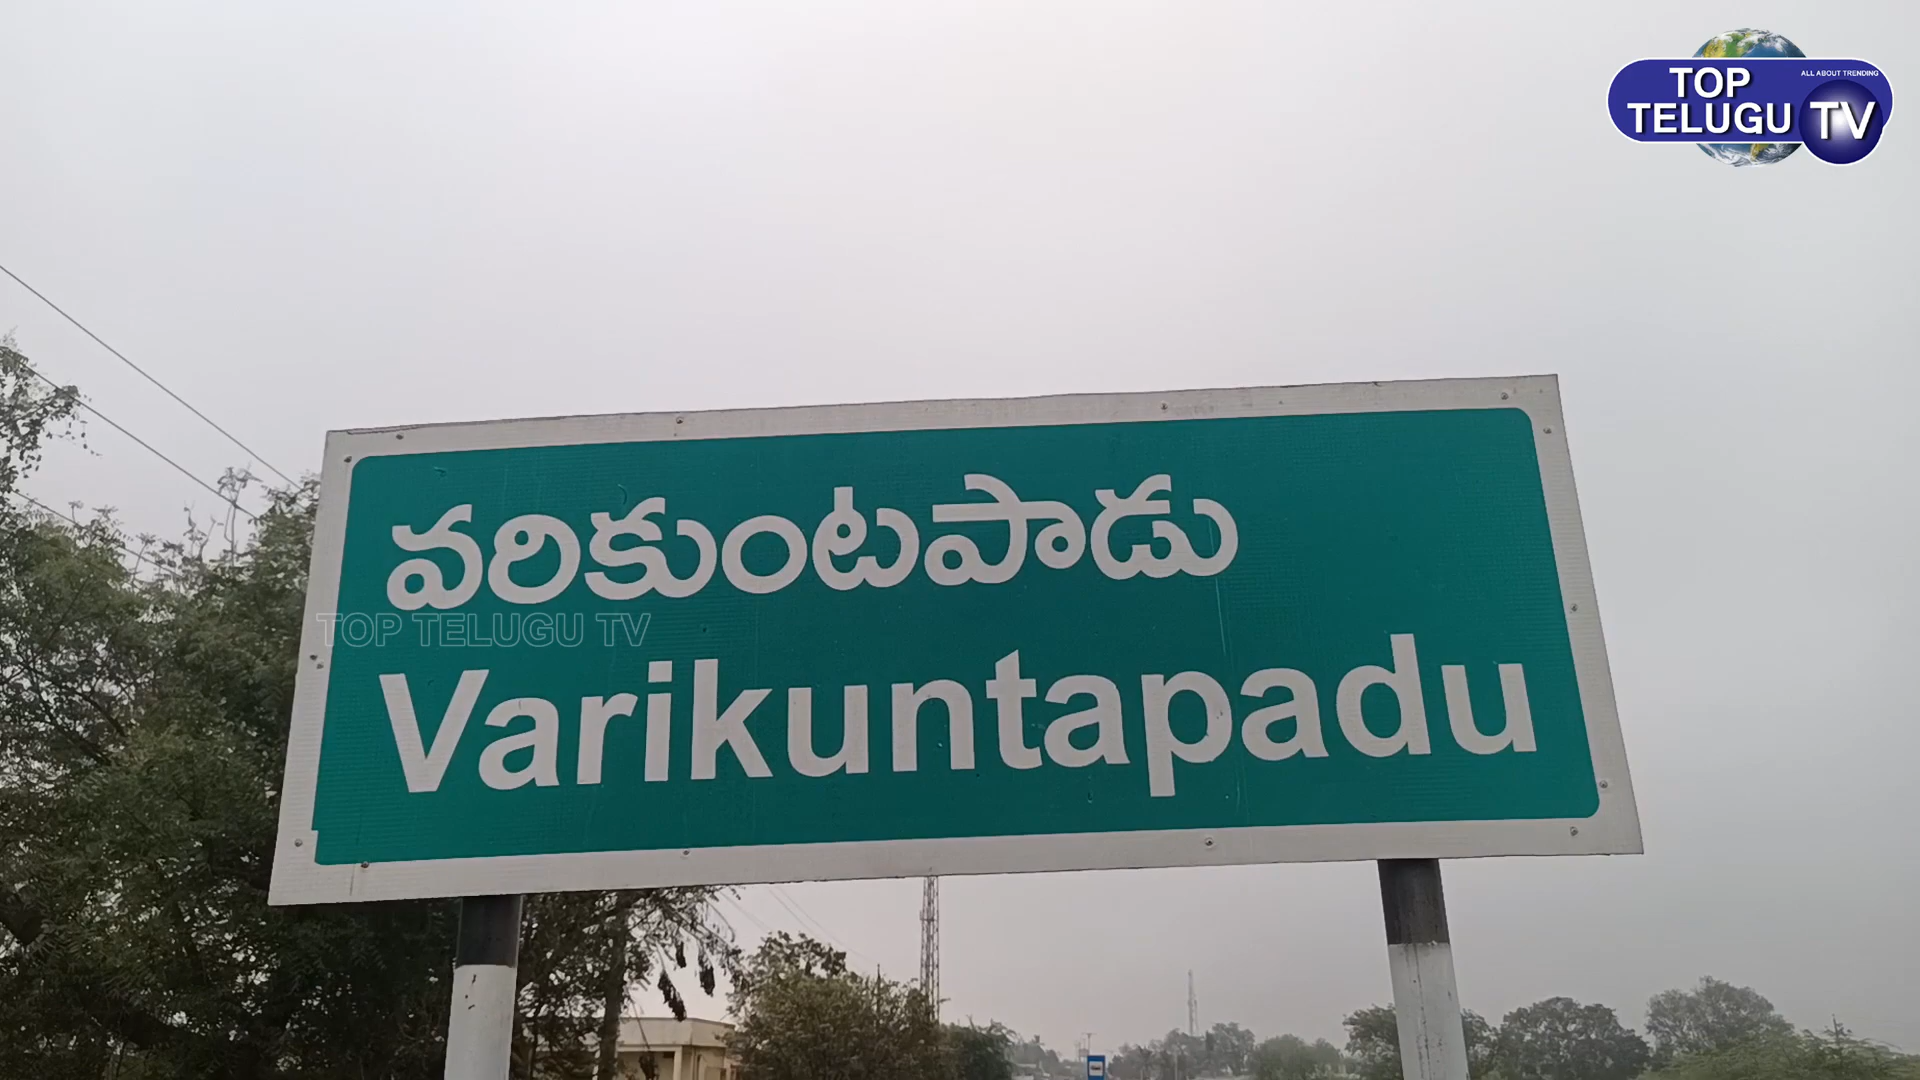 TOP
ALL ABOUT TRENDING
TELUGU TV
వరికుంటపాడు
TOP TELUGU TV
Varikuntapadu